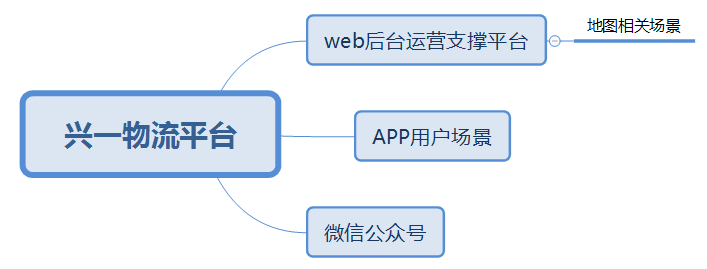 地图相关场景
web后台运营支撑平台
兴一物流平台
APP用户场景
微信公众号